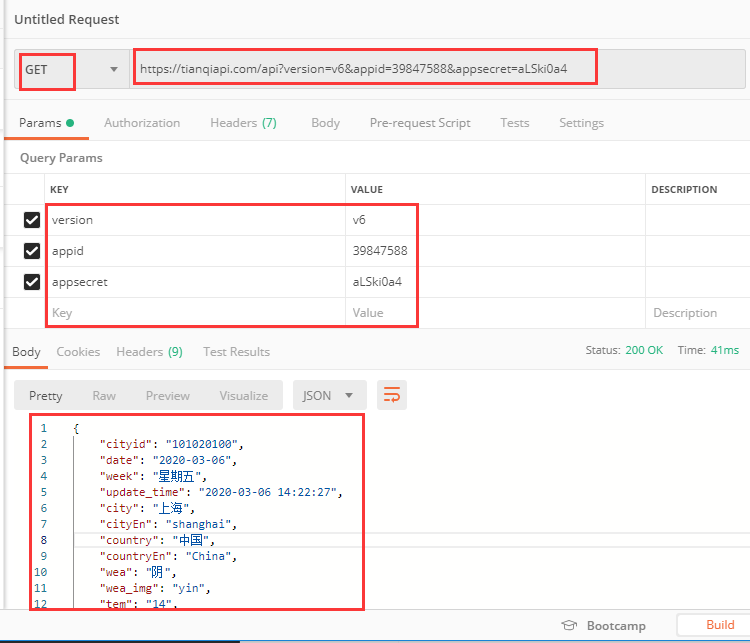 Untitled Request
GET https://tianqiapi.com/api?version=v6&appid=39847588&appsecret=aLSki0a4
Params Authorization Headers (7) Body Pre-request Script Tests Settings
Query Params
KEY VALUE DESCRIPTION
version v6
appid 39847588
appsecret aLSki0a4
Key Value Description
Body Cookies Headers (9) Test Results Status: 200 OK Time: 41ms
Pretty Raw Preview Visualize JSON
1 {
2 "cityid": "101020100",
3 "date": "2020-03-06",
4 "week": "星期五",
5 "update_time": "2020-03-06 14:22:27",
6 "city": "上海",
7 "cityEn": "shanghai",
8 "country": "中国",
9 "countryEn": "China",
10 "wea": "阴",
11 "wea_img": "yin",
12 "tem": "14",
Bootcamp Build